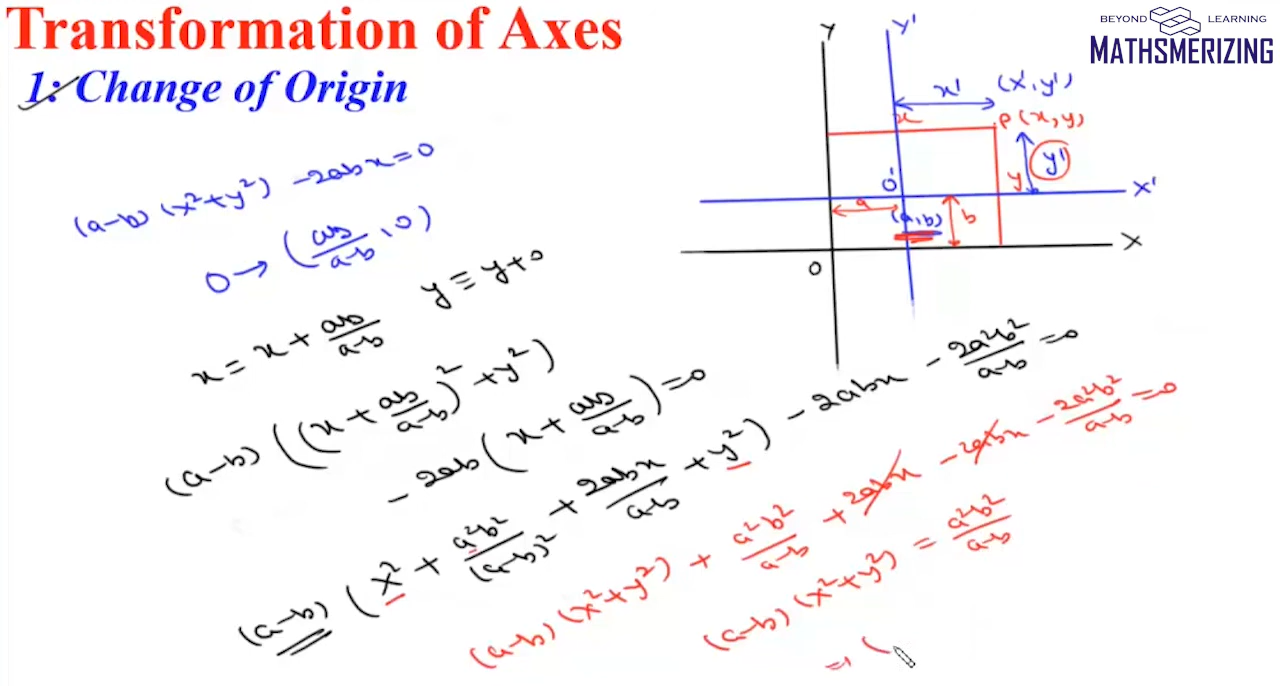 Transformation of Axes
BEYOND LEARNING
MATHSMERIZING
1: Change of Origin
Y Y'
x' (x', y')
x P(x, y)
y y'
O' X'
a (a, b) b
O X
(a-b) (x²+y²) -2abx=0
O → (ab/a-b, 0)
x = x + ab/a-b y = y+0
(a-b) ((x + ab/a-b)² + y²)
- 2ab (x + ab/a-b) = 0
(a-b) (x² + a²b²/(a-b)² + 2abx/a-b + y²) - 2abx - 2a²b²/a-b = 0
(a-b) (x²+y²) + a²b²/a-b + 2abx - 2abx - 2a²b²/a-b = 0
(a-b) (x²+y²) = a²b²/a-b
⇒ (